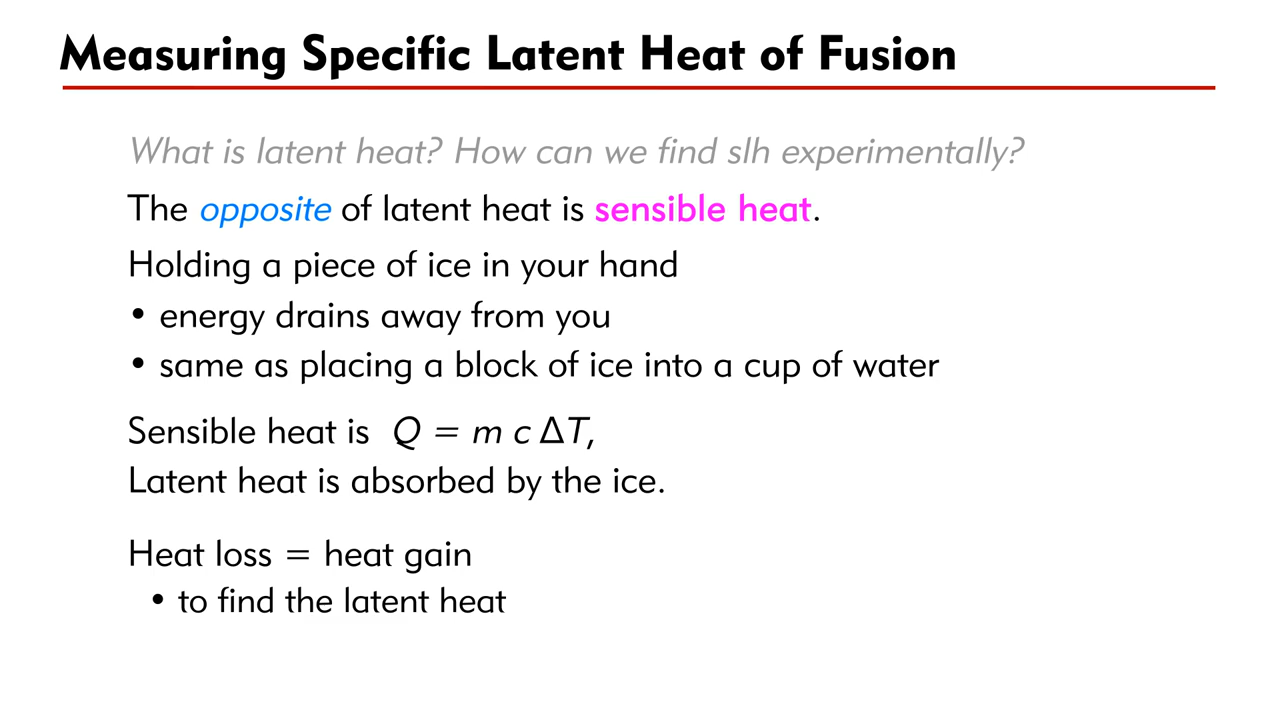 Measuring Specific Latent Heat of Fusion
What is latent heat? How can we find slh experimentally?
The opposite of latent heat is sensible heat.
Holding a piece of ice in your hand
• energy drains away from you
• same as placing a block of ice into a cup of water
Sensible heat is Q = m c ΔT,
Latent heat is absorbed by the ice.
Heat loss = heat gain
• to find the latent heat